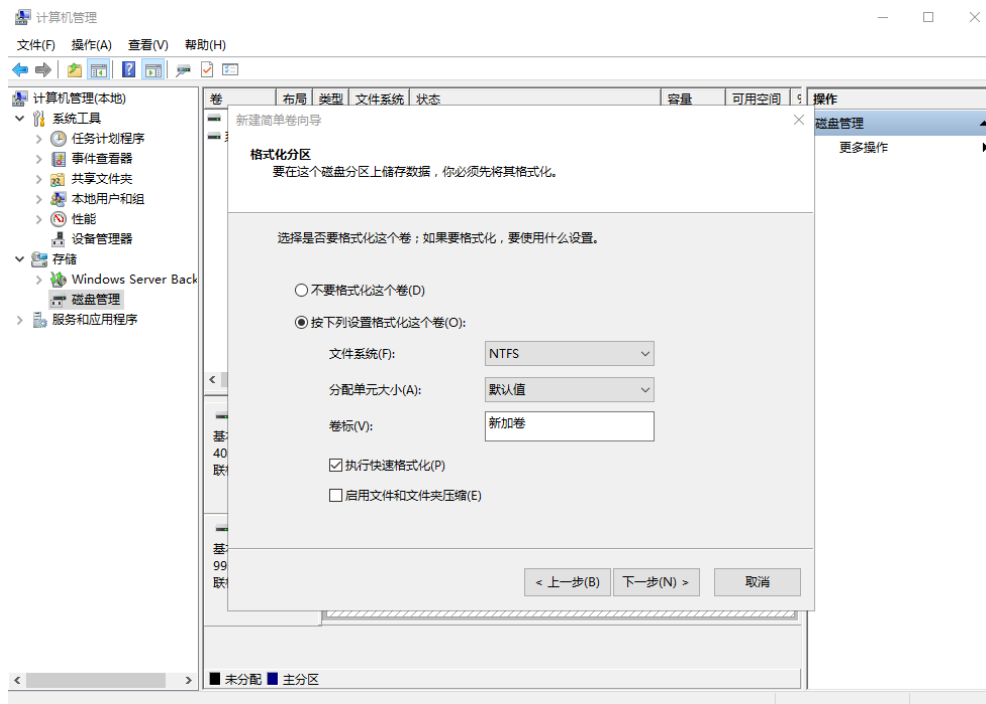 计算机管理
文件(F) 操作(A) 查看(V) 帮助(H)
计算机管理(本地)
系统工具
任务计划程序
事件查看器
共享文件夹
本地用户和组
性能
设备管理器
存储
Windows Server Back
磁盘管理
服务和应用程序
卷 布局 类型 文件系统 状态 容量 可用空间
新建简单卷向导
格式化分区
要在这个磁盘分区上储存数据，你必须先将其格式化。
选择是否要格式化这个卷；如果要格式化，要使用什么设置。
不要格式化这个卷(D)
按下列设置格式化这个卷(O):
文件系统(F): NTFS
分配单元大小(A): 默认值
卷标(V): 新加卷
执行快速格式化(P)
启用文件和文件夹压缩(E)
< 上一步(B) 下一步(N) > 取消
基
40
联
基
99
联
未分配 主分区
操作
磁盘管理
更多操作